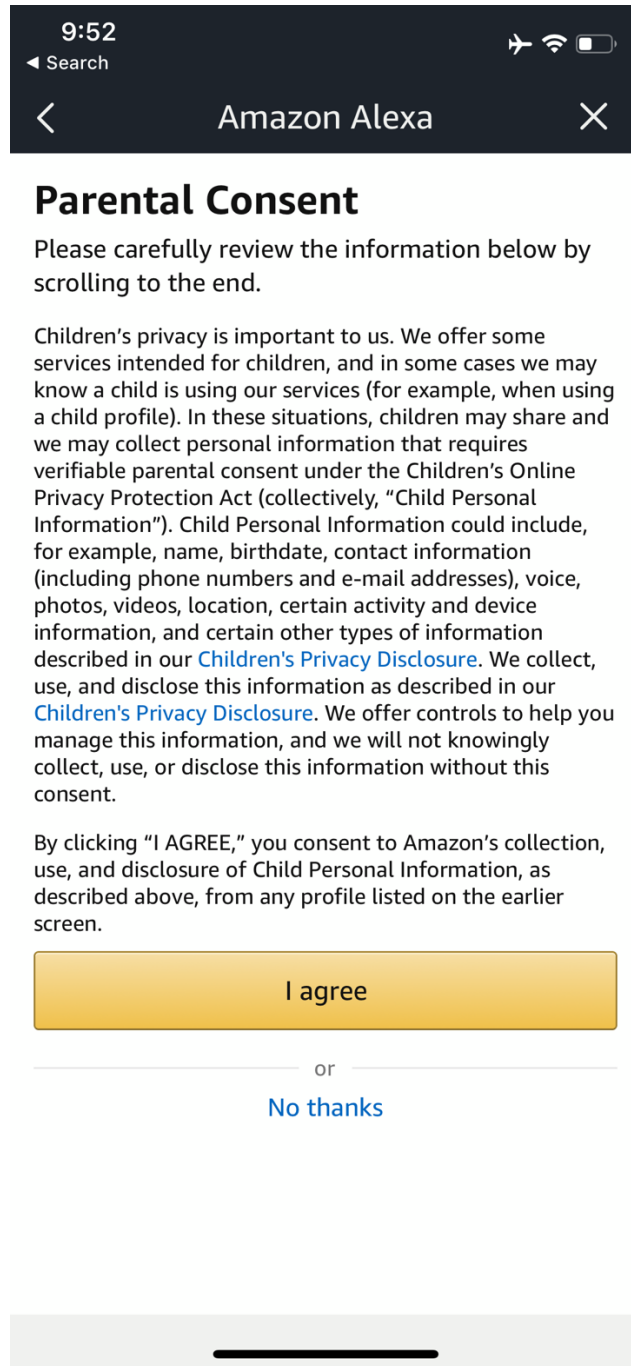 9:52
◀ Search
Amazon Alexa
Parental Consent
Please carefully review the information below by
scrolling to the end.
Children’s privacy is important to us. We offer some
services intended for children, and in some cases we may
know a child is using our services (for example, when using
a child profile). In these situations, children may share and
we may collect personal information that requires
verifiable parental consent under the Children’s Online
Privacy Protection Act (collectively, “Child Personal
Information”). Child Personal Information could include,
for example, name, birthdate, contact information
(including phone numbers and e-mail addresses), voice,
photos, videos, location, certain activity and device
information, and certain other types of information
described in our Children's Privacy Disclosure. We collect,
use, and disclose this information as described in our
Children's Privacy Disclosure. We offer controls to help you
manage this information, and we will not knowingly
collect, use, or disclose this information without this
consent.
By clicking “I AGREE,” you consent to Amazon’s collection,
use, and disclosure of Child Personal Information, as
described above, from any profile listed on the earlier
screen.
I agree
or
No thanks